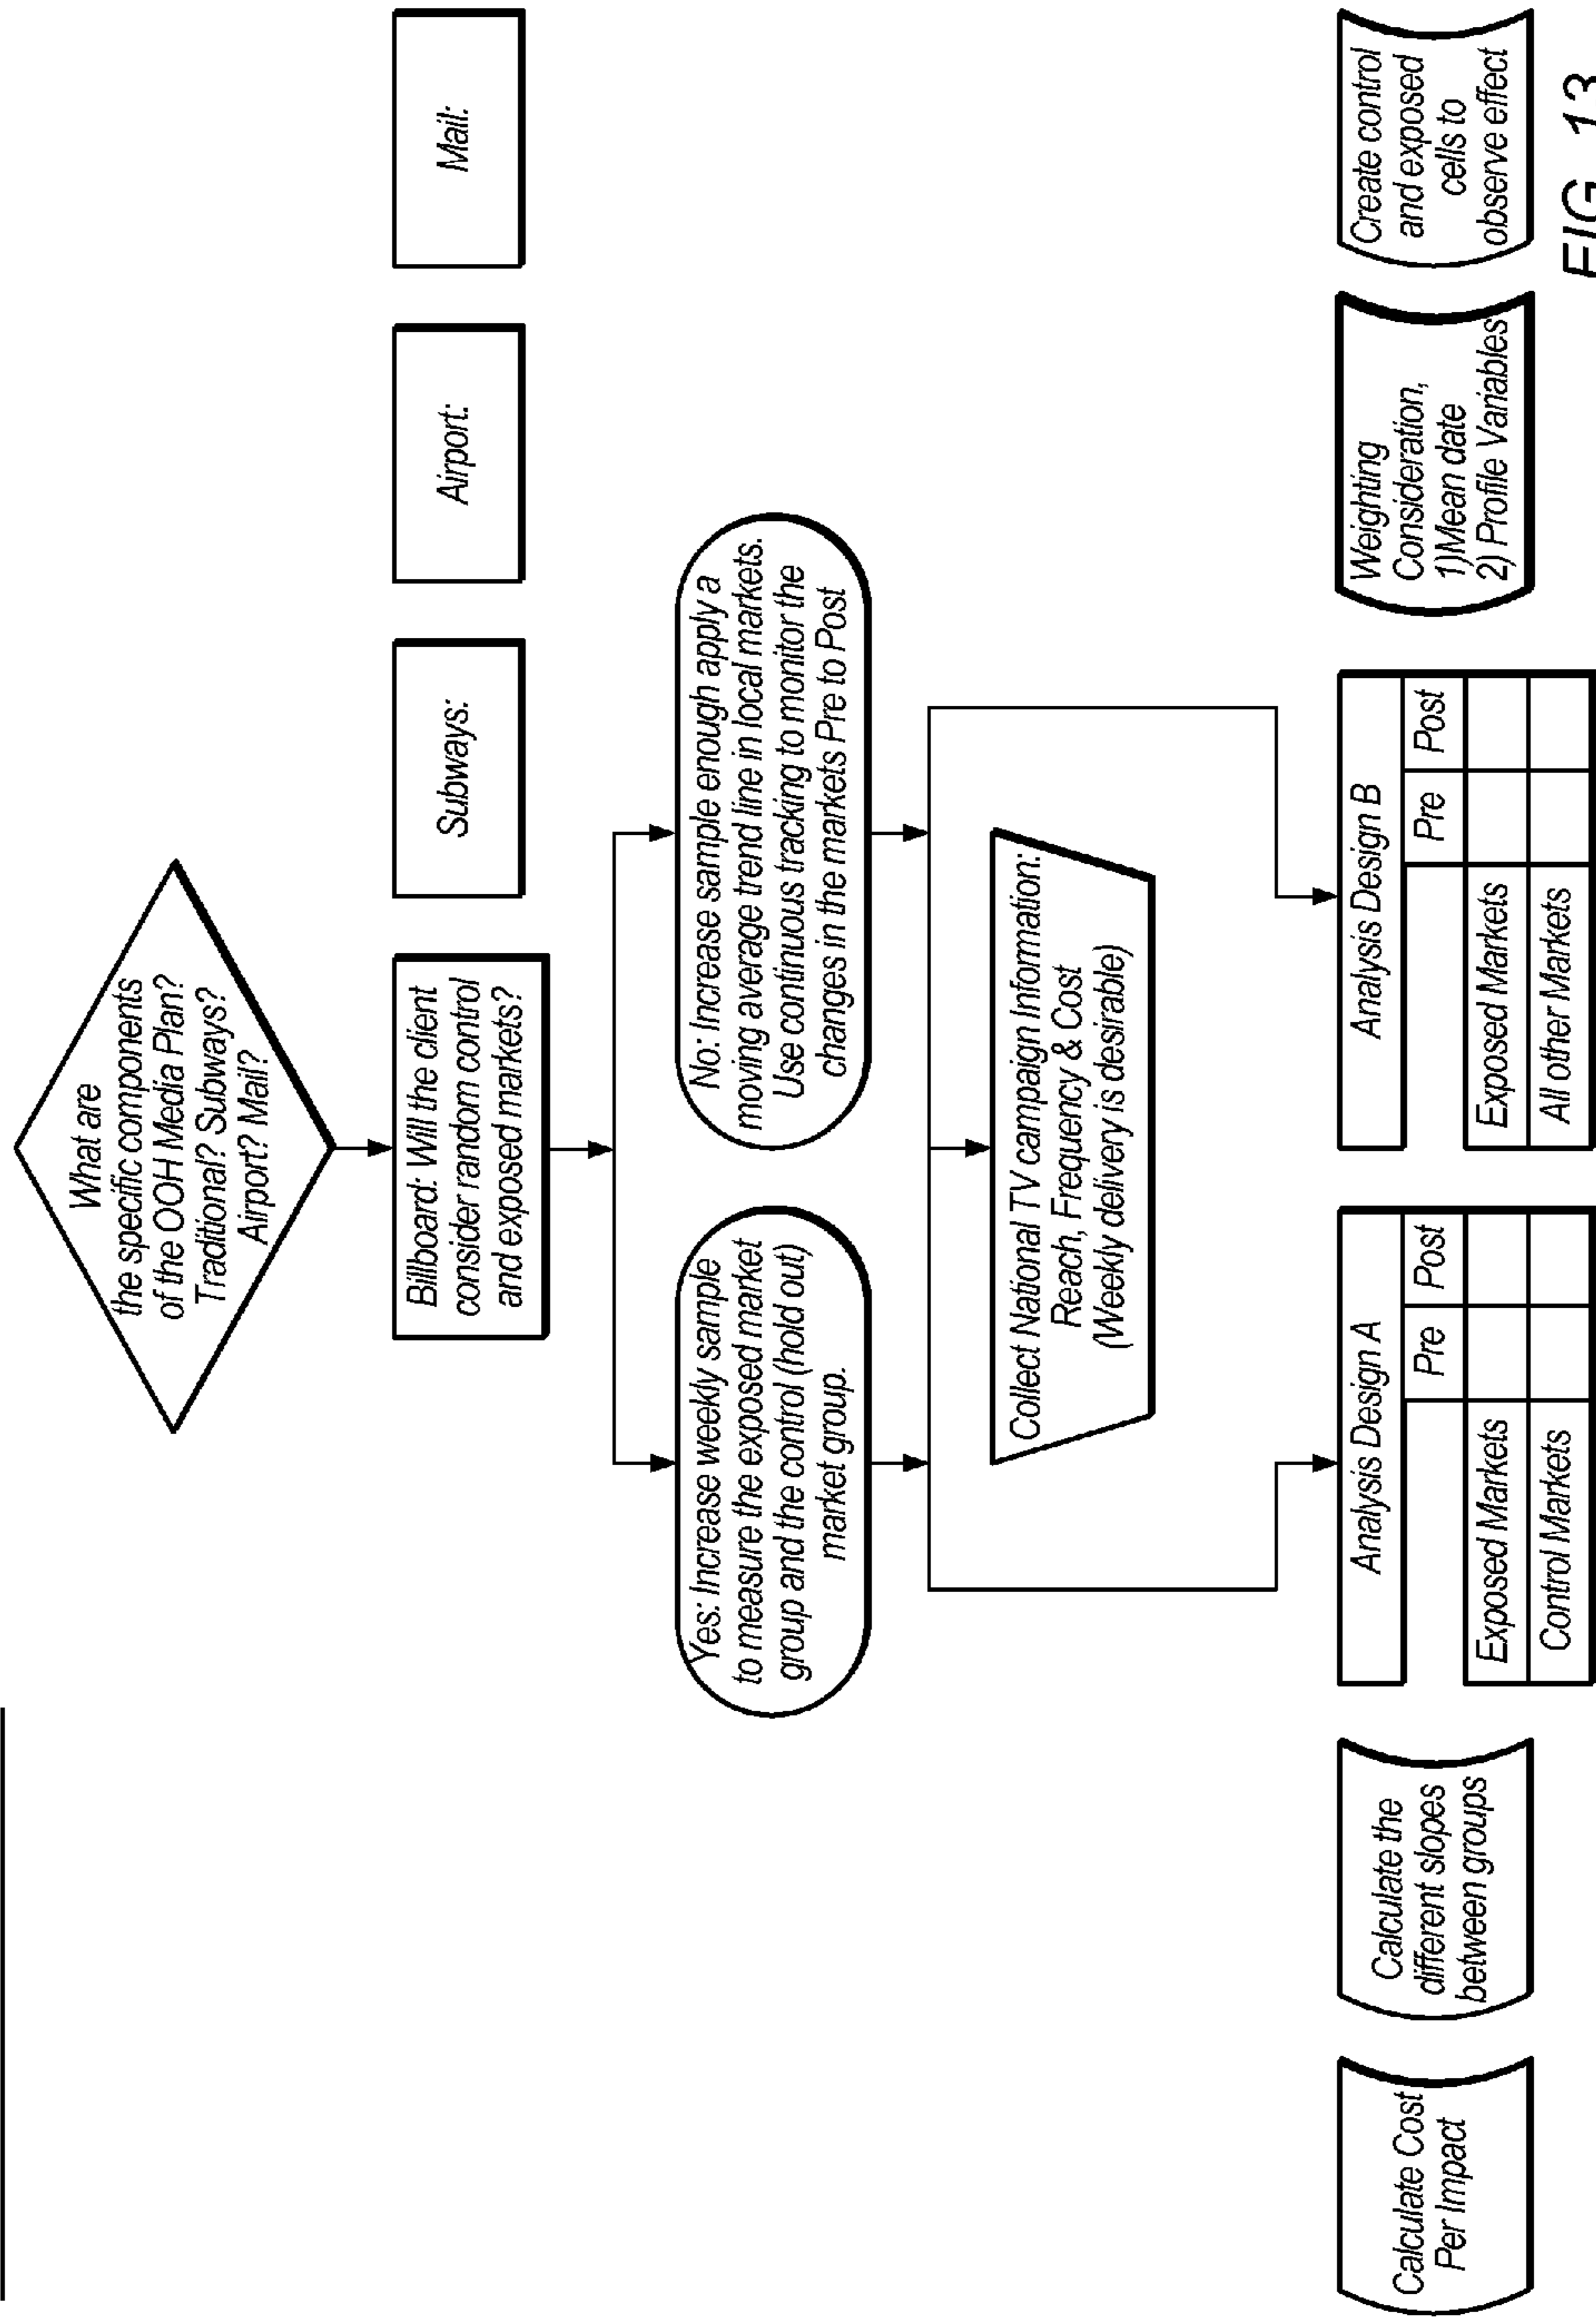 What are
the specific components
of the OOH Media Plan?
Traditional? Subways?
Airport? Mail?
Billboard: Will the client
consider random control
and exposed markets?
Subways:
Airport:
Mail:
Yes: Increase weekly sample
to measure the exposed market
group and the control (hold out)
market group.
No: Increase sample enough apply a
moving average trend line in local markets.
Use continuous tracking to monitor the
changes in the markets Pre to Post
Collect National TV campaign Information:
Reach, Frequency & Cost
(Weekly delivery is desirable)
Calculate Cost
Per Impact
Calculate the
different slopes
between groups
Analysis Design A
Pre Post
Exposed Markets
Control Markets
Analysis Design B
Pre Post
Exposed Markets
All other Markets
Weighting
Consideration,
1)Mean date
2) Profile Variables
Create control
and exposed
cells to
observe effect
FIG. 13